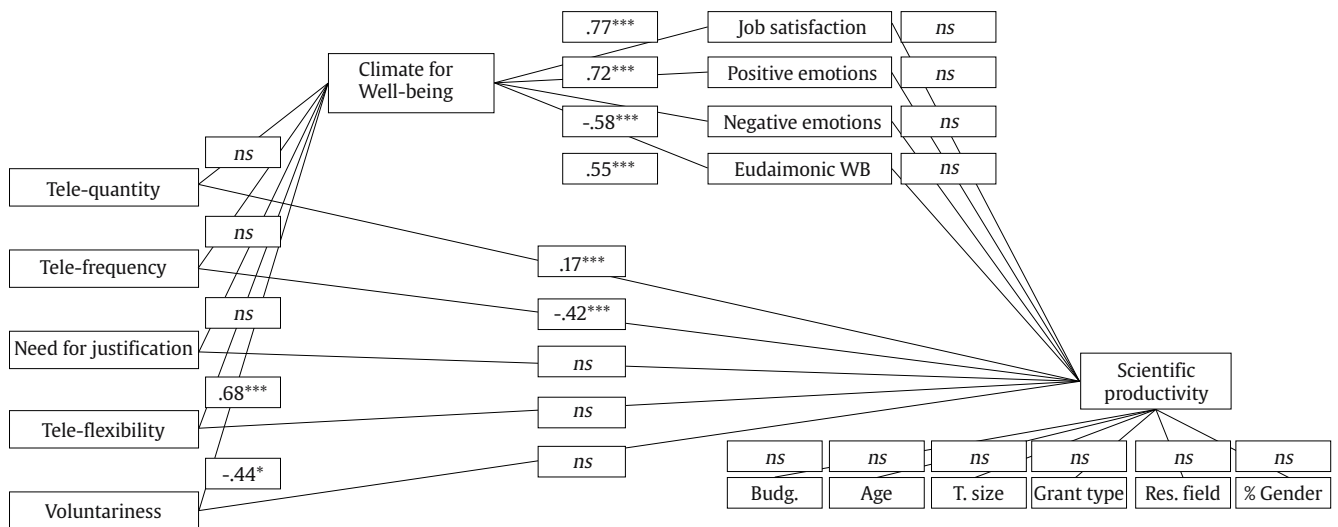 .77*** Job satisfaction ns
Climate for
Well-being
.72*** Positive emotions ns
-.58*** Negative emotions ns
.55*** Eudaimonic WB ns
ns
Tele-quantity
ns
Tele-frequency
.17***
-.42***
ns
Need for justification
ns
Scientific
productivity
.68***
Tele-flexibility
ns
-.44*
ns
Voluntariness
ns ns ns ns ns ns
Budg. Age T. size Grant type Res. field % Gender